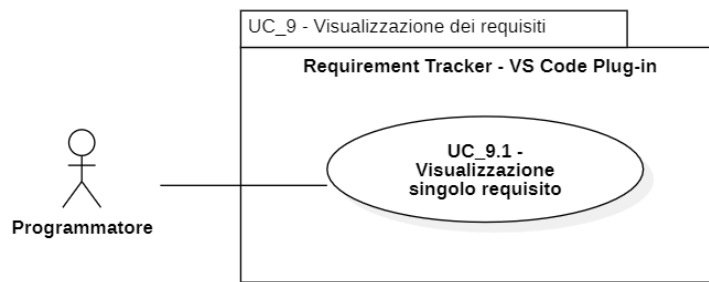 UC_9 - Visualizzazione dei requisiti
Requirement Tracker - VS Code Plug-in
UC_9.1 -
Visualizzazione
singolo requisito
Programmatore